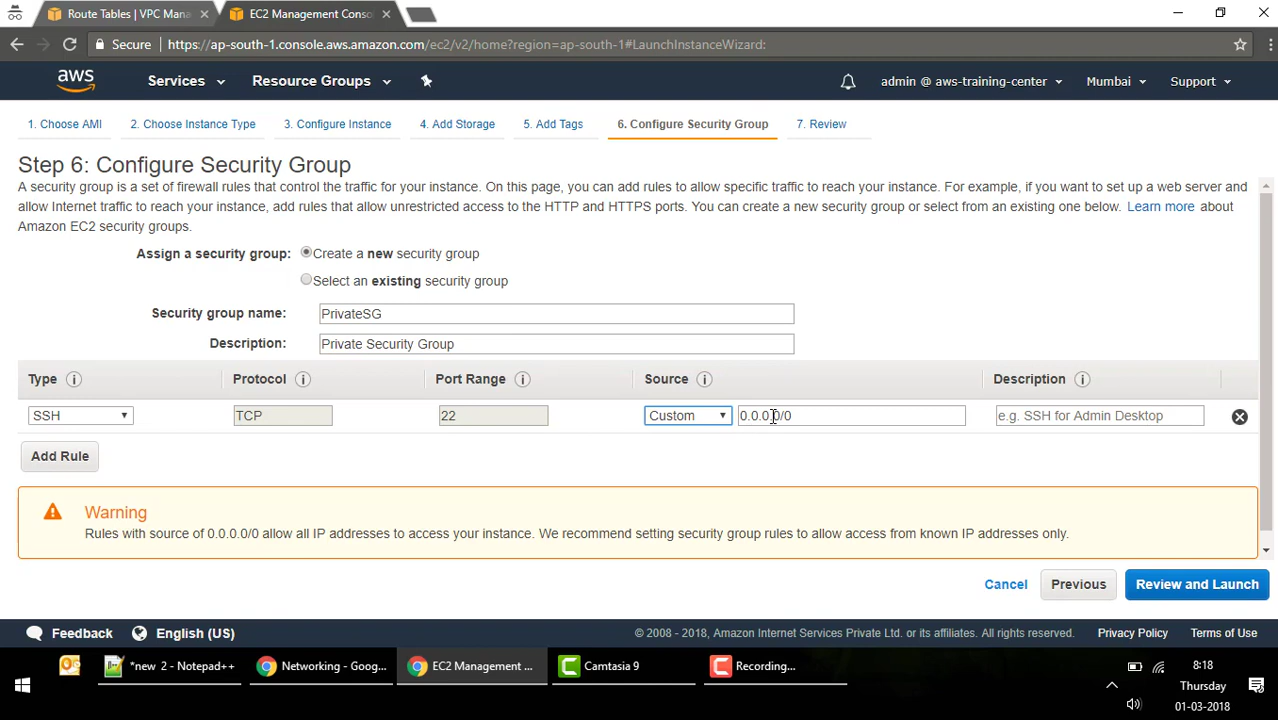 Route Tables | VPC Mana
EC2 Management Conso
Secure
https://ap-south-1.console.aws.amazon.com/ec2/v2/home?region=ap-south-1#LaunchInstanceWizard:
aws
Services
Resource Groups
admin @ aws-training-center
Mumbai
Support
1. Choose AMI
2. Choose Instance Type
3. Configure Instance
4. Add Storage
5. Add Tags
6. Configure Security Group
7. Review
Step 6: Configure Security Group
A security group is a set of firewall rules that control the traffic for your instance. On this page, you can add rules to allow specific traffic to reach your instance. For example, if you want to set up a web server and
allow Internet traffic to reach your instance, add rules that allow unrestricted access to the HTTP and HTTPS ports. You can create a new security group or select from an existing one below. Learn more about
Amazon EC2 security groups.
Assign a security group: Create a new security group
Select an existing security group
Security group name: PrivateSG
Description: Private Security Group
Type Protocol Port Range Source Description
SSH TCP 22 Custom 0.0.0.0/0 e.g. SSH for Admin Desktop
Add Rule
Warning
Rules with source of 0.0.0.0/0 allow all IP addresses to access your instance. We recommend setting security group rules to allow access from known IP addresses only.
Cancel
Previous
Review and Launch
Feedback
English (US)
© 2008 - 2018, Amazon Internet Services Private Ltd. or its affiliates. All rights reserved.
Privacy Policy
Terms of Use
*new 2 - Notepad++
Networking - Goog...
EC2 Management ...
Camtasia 9
Recording...
8:18
Thursday
01-03-2018